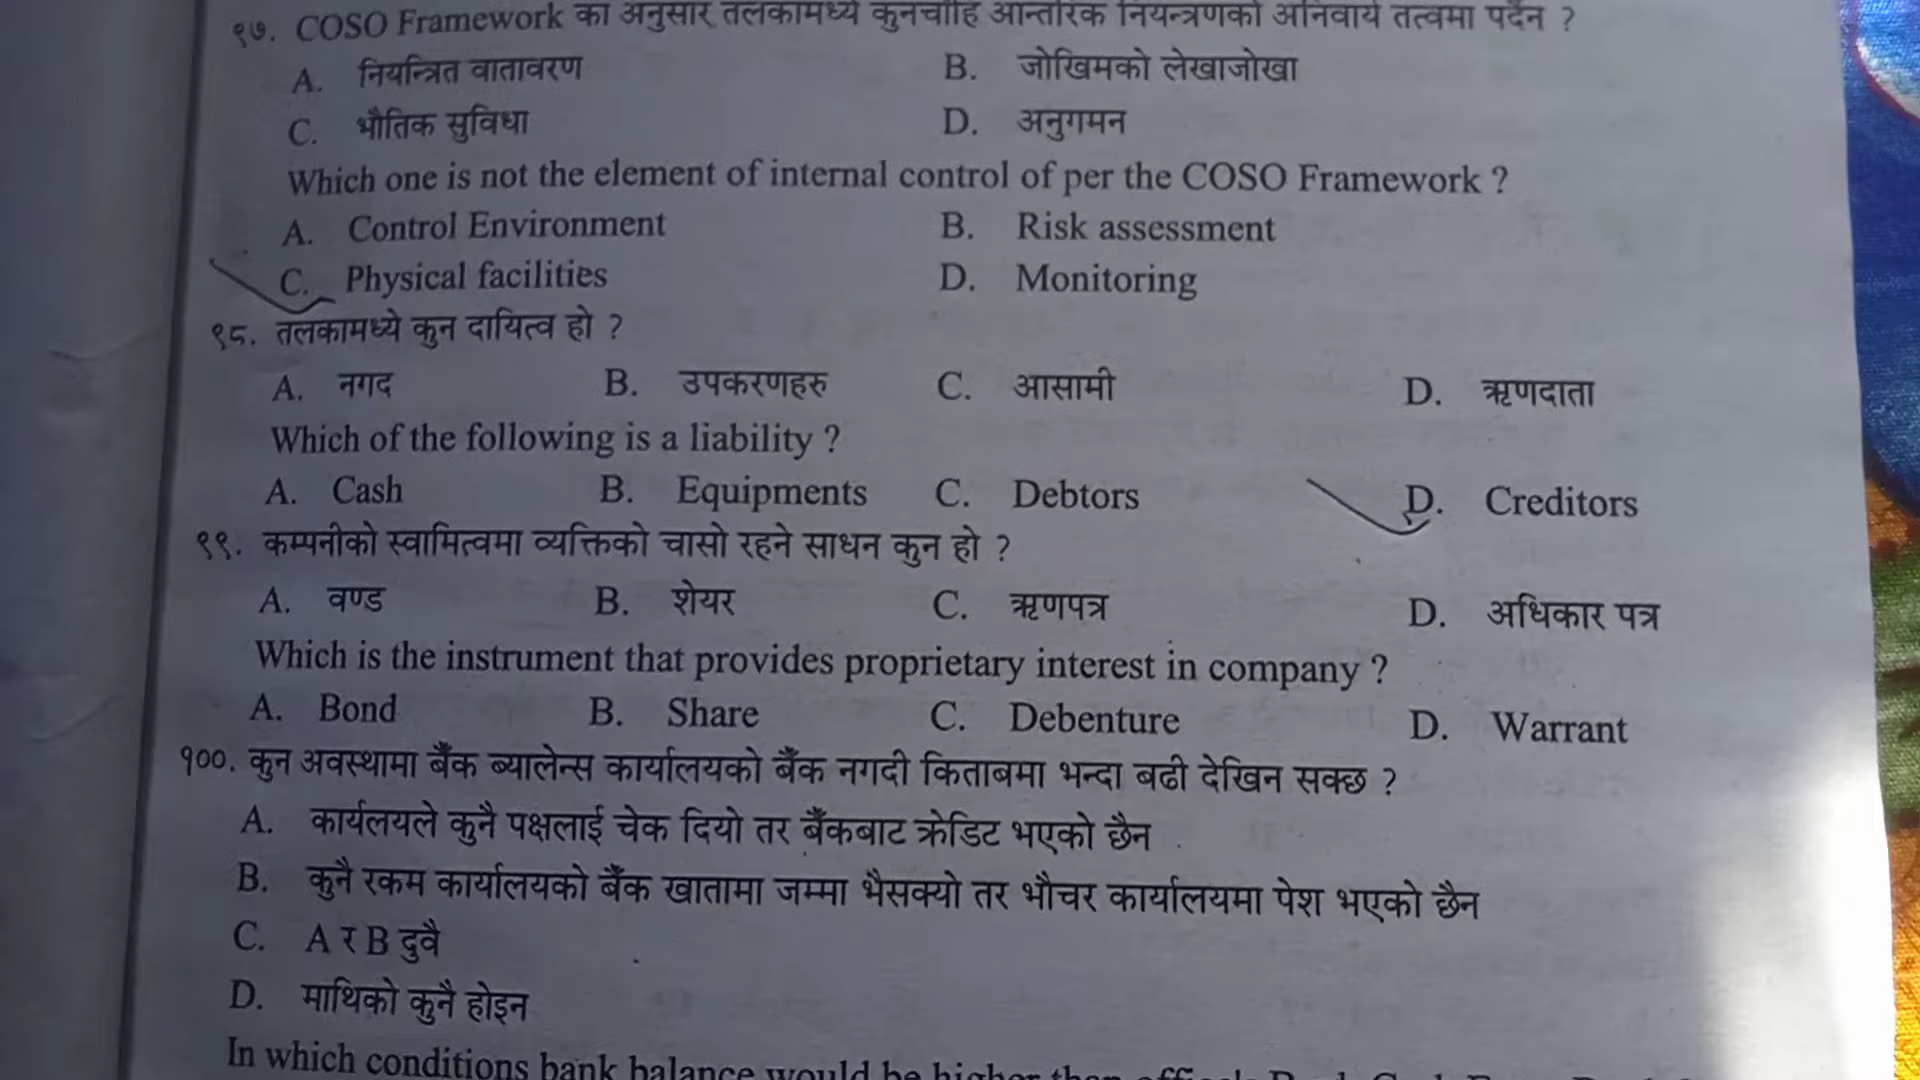 ९७. COSO Framework का अनुसार तलकामध्ये कुनचाहि आन्तरिक नियन्त्रणको अनिवार्य तत्वमा पर्दैन ?
A. नियन्त्रित वातावरण B. जोखिमको लेखाजोखा
C. भौतिक सुविधा D. अनुगमन
Which one is not the element of internal control of per the COSO Framework ?
A. Control Environment B. Risk assessment
C. Physical facilities D. Monitoring
९८. तलकामध्ये कुन दायित्व हो ?
A. नगद B. उपकरणहरु C. आसामी D. ऋणदाता
Which of the following is a liability ?
A. Cash B. Equipments C. Debtors D. Creditors
९९. कम्पनीको स्वामित्वमा व्यक्तिको चासो रहने साधन कुन हो ?
A. वण्ड B. शेयर C. ऋणपत्र D. अधिकार पत्र
Which is the instrument that provides proprietary interest in company ?
A. Bond B. Share C. Debenture D. Warrant
१००. कुन अवस्थामा बैंक ब्यालेन्स कार्यालयको बैंक नगदी किताबमा भन्दा बढी देखिन सक्छ ?
A. कार्यलयले कुनै पक्षलाई चेक दियो तर बैंकबाट क्रेडिट भएको छैन
B. कुनै रकम कार्यालयको बैंक खातामा जम्मा भैसक्यो तर भौचर कार्यालयमा पेश भएको छैन
C. A र B दुवै
D. माथिको कुनै होइन
In which conditions bank balance would be higher than